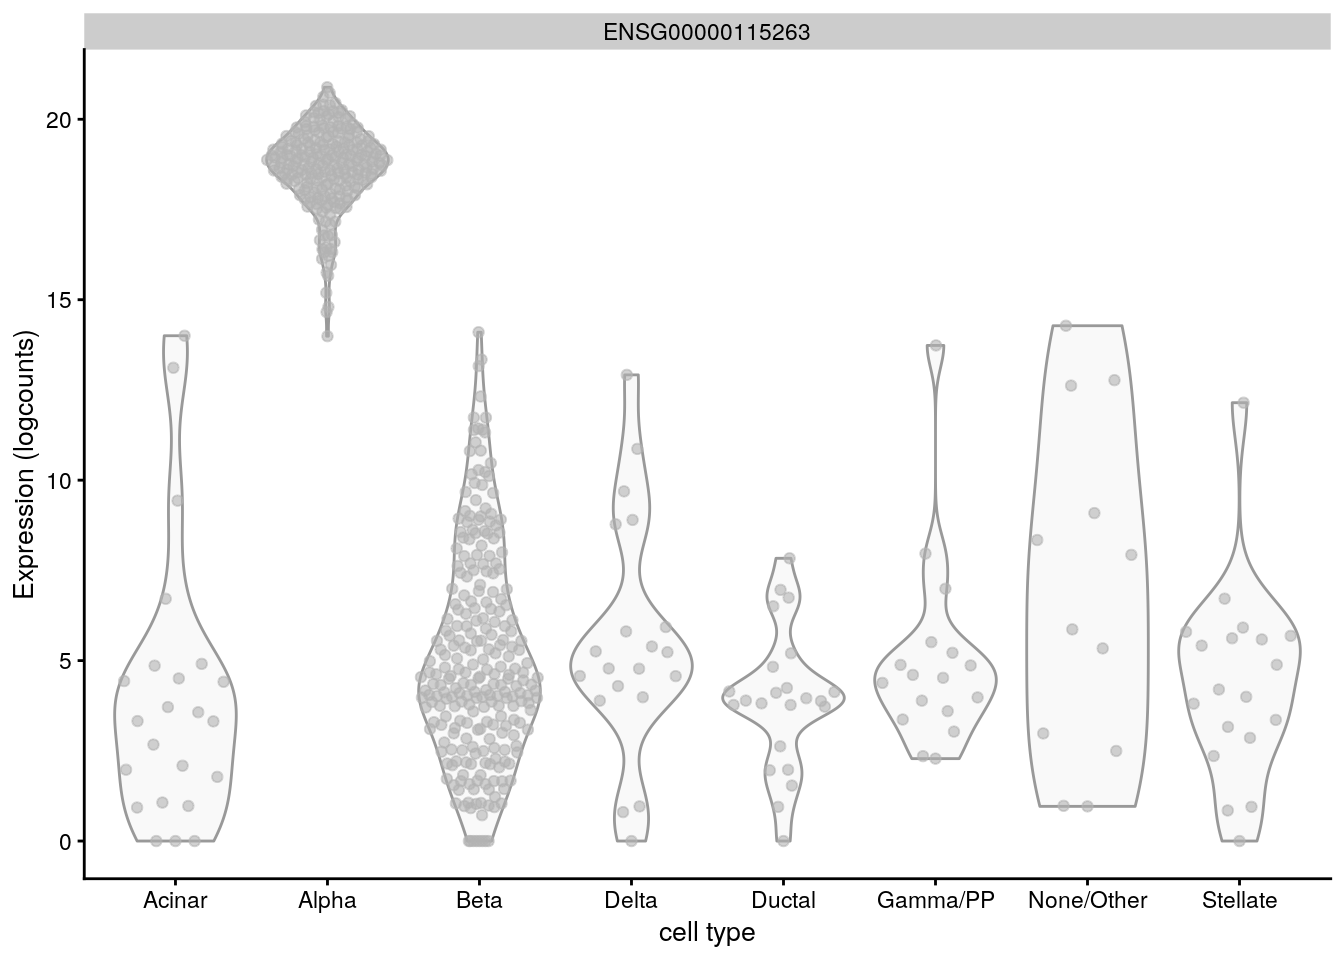 ENSG00000115263
Expression (logcounts)
20
15
10
5
0
Acinar Alpha Beta Delta Ductal Gamma/PP None/Other Stellate
cell type